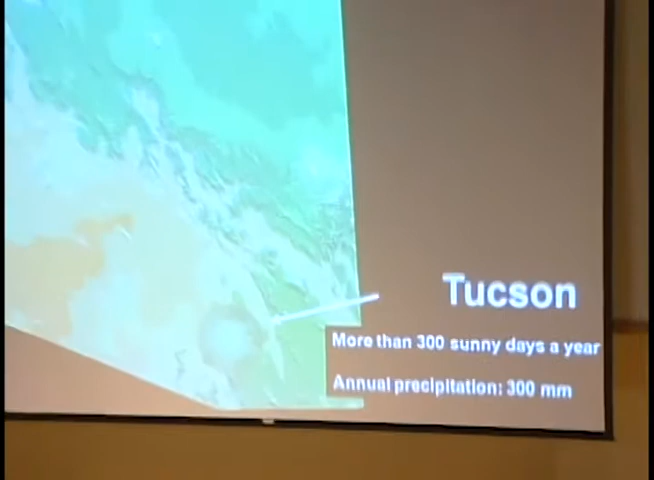 Tucson
More than 300 sunny days a year
Annual precipitation: 300 mm